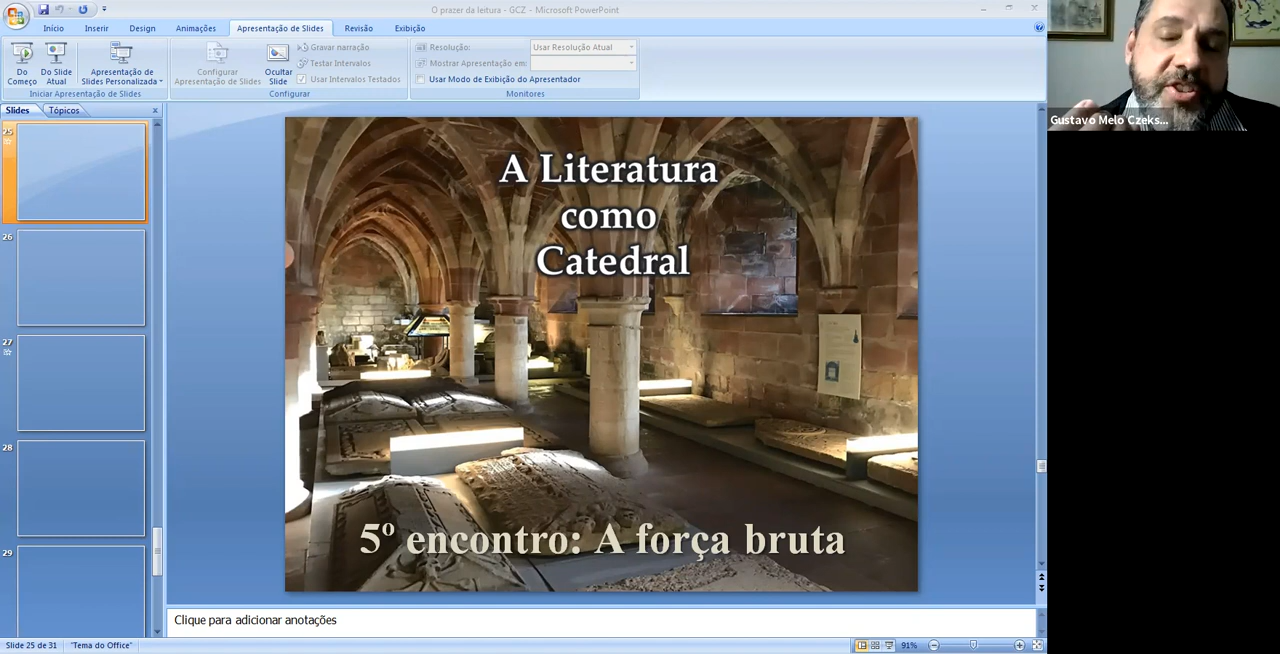 O prazer da leitura - GCZ - Microsoft PowerPoint
Início
Inserir
Design
Animações
Apresentação de Slides
Revisão
Exibição
Do
Começo
Do Slide
Atual
Apresentação de
Slides Personalizada
Iniciar Apresentação de Slides
Configurar
Apresentação de Slides
Ocultar
Slide
Gravar narração
Testar Intervalos
Usar Intervalos Testados
Configurar
Resolução:
Usar Resolução Atual
Mostrar Apresentação em:
Usar Modo de Exibição do Apresentador
Monitores
Gustavo Melo Czeks...
Slides
Tópicos
25
26
27
28
29
A Literatura
como
Catedral
5º encontro: A força bruta
Clique para adicionar anotações
Slide 25 de 31
"Tema do Office"
91%